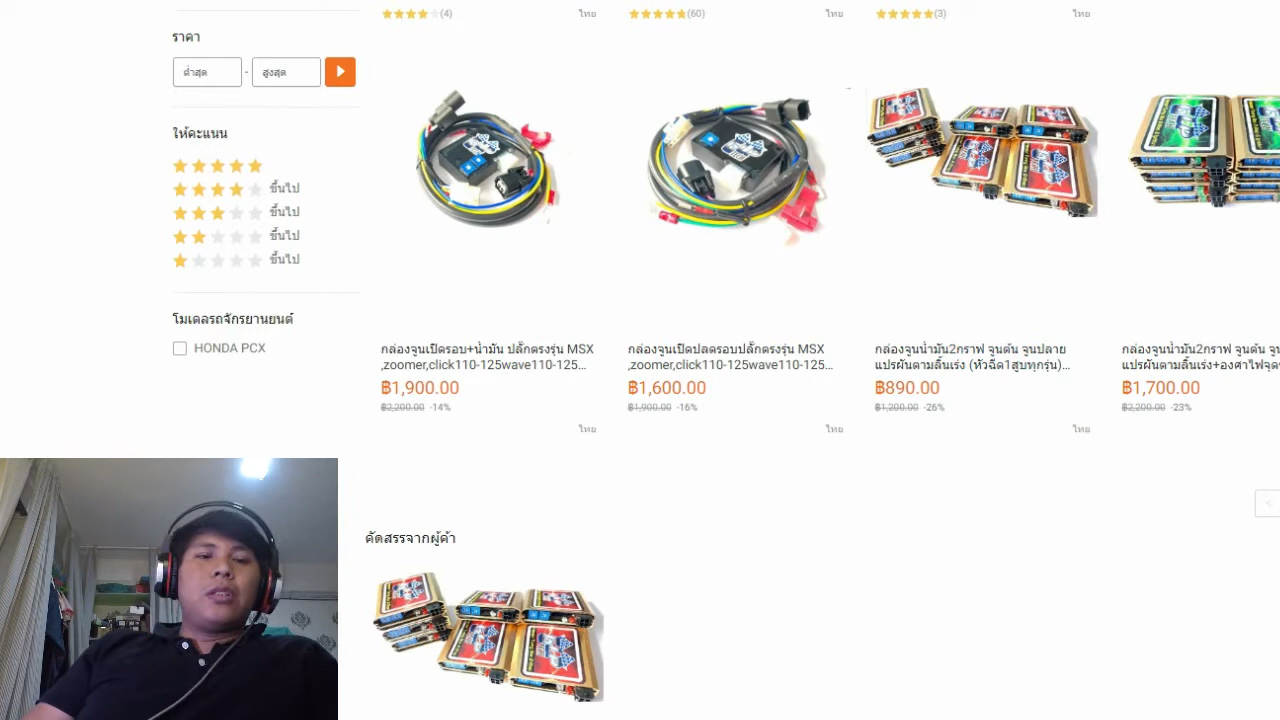 (4)
ไทย
(60)
ไทย
(3)
ไทย
ราคา
ต่ำสุด - สูงสุด
ให้คะแนน
ขึ้นไป
ขึ้นไป
ขึ้นไป
ขึ้นไป
โมเดลรถจักรยานยนต์
HONDA PCX
กล่องจูนเปิดรอบ+น้ำมัน ปลั๊กตรงรุ่น MSX
,zoomer,click110-125wave110-125...
฿1,900.00
฿2,200.00 -14%
ไทย
กล่องจูนเปิดปลดรอบปลั๊กตรงรุ่น MSX
,zoomer,click110-125wave110-125...
฿1,600.00
฿1,900.00 -16%
ไทย
กล่องจูนน้ำมัน2กราฟ จูนต้น จูนปลาย
แปรผันตามลิ้นเร่ง (หัวฉีด1สูบทุกรุ่น)...
฿890.00
฿1,200.00 -26%
ไทย
กล่องจูนน้ำมัน2กราฟ จูนต้น
แปรผันตามลิ้นเร่ง+องศาไฟจุด
฿1,700.00
฿2,200.00 -23%
คัดสรรจากผู้ค้า